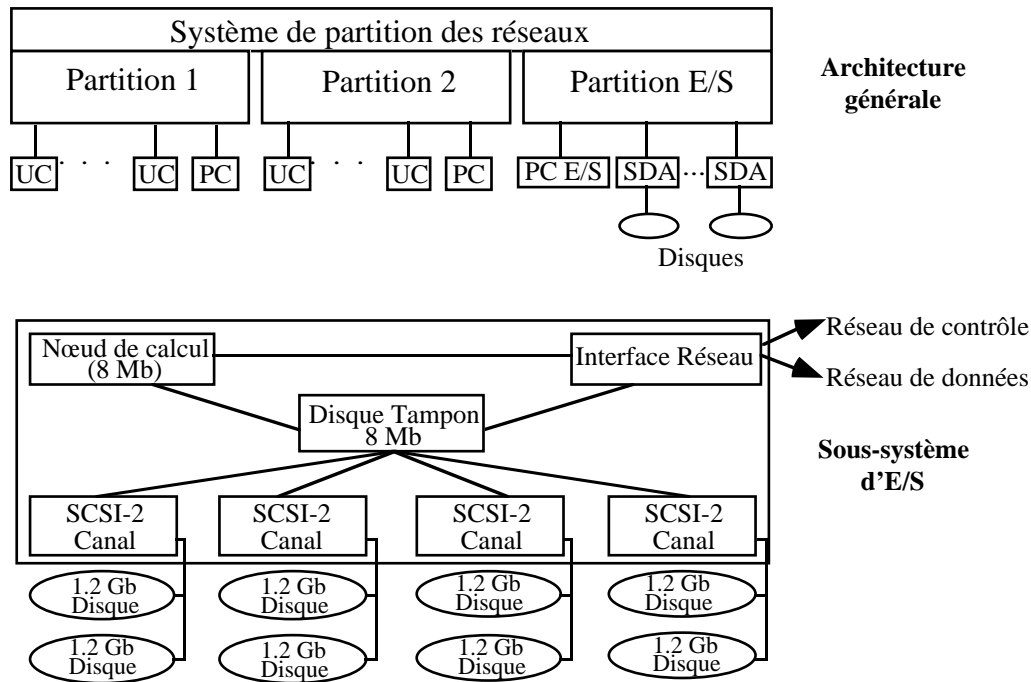 Système de partition des réseaux
Partition 1 Partition 2 Partition E/S
Architecture
générale
UC . . . UC PC UC . . . UC PC PC E/S SDA ... SDA
Disques
Nœud de calcul
(8 Mb)
Interface Réseau
Réseau de contrôle
Réseau de données
Disque Tampon
8 Mb
Sous-système
d'E/S
SCSI-2
Canal
SCSI-2
Canal
SCSI-2
Canal
SCSI-2
Canal
1.2 Gb
Disque
1.2 Gb
Disque
1.2 Gb
Disque
1.2 Gb
Disque
1.2 Gb
Disque
1.2 Gb
Disque
1.2 Gb
Disque
1.2 Gb
Disque